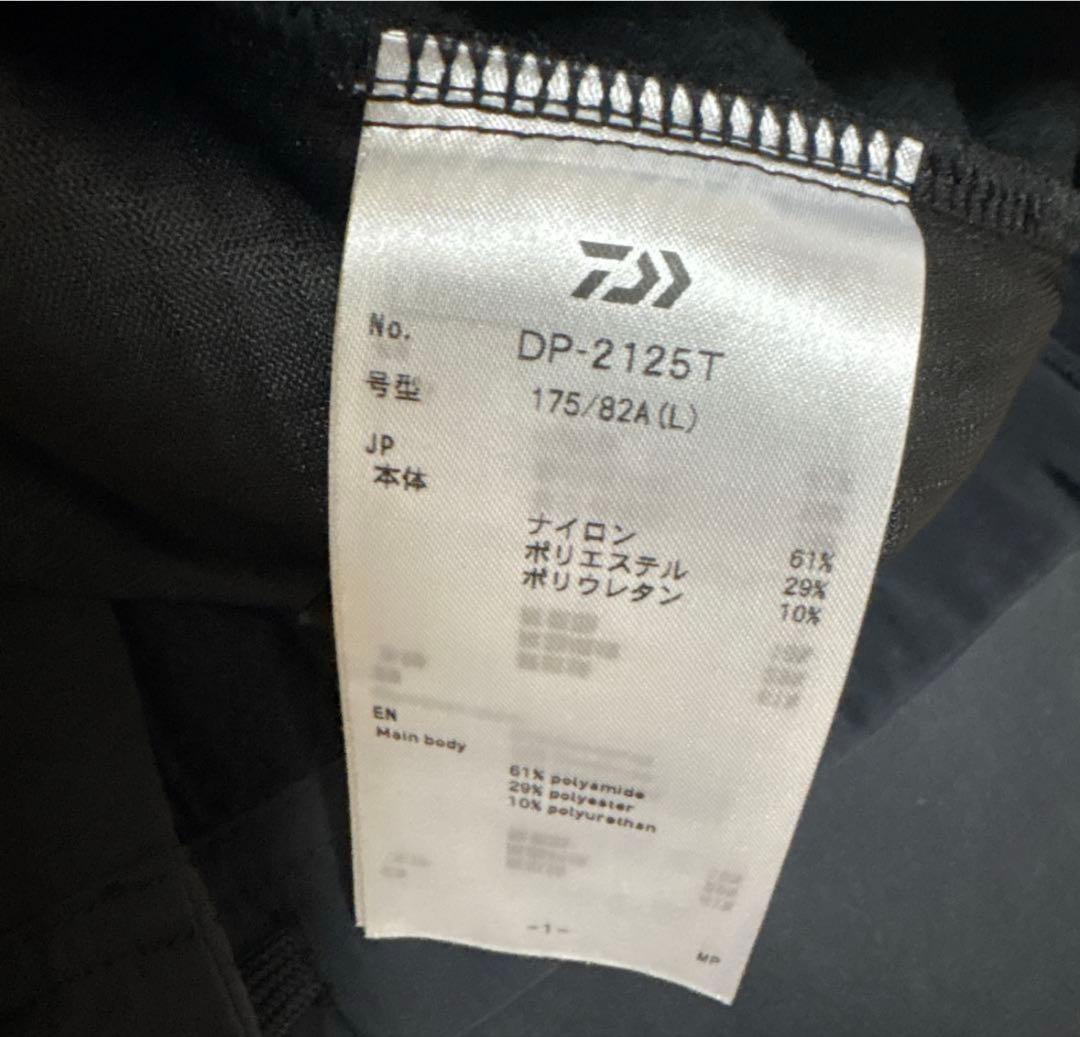 No. DP-2125T
号型 175/82A(L)
JP
本体
ナイロン 61%
ポリエステル 29%
ポリウレタン 10%
EN
Main body
61% polyamide
29% polyester
10% polyurethan
-1-
MP